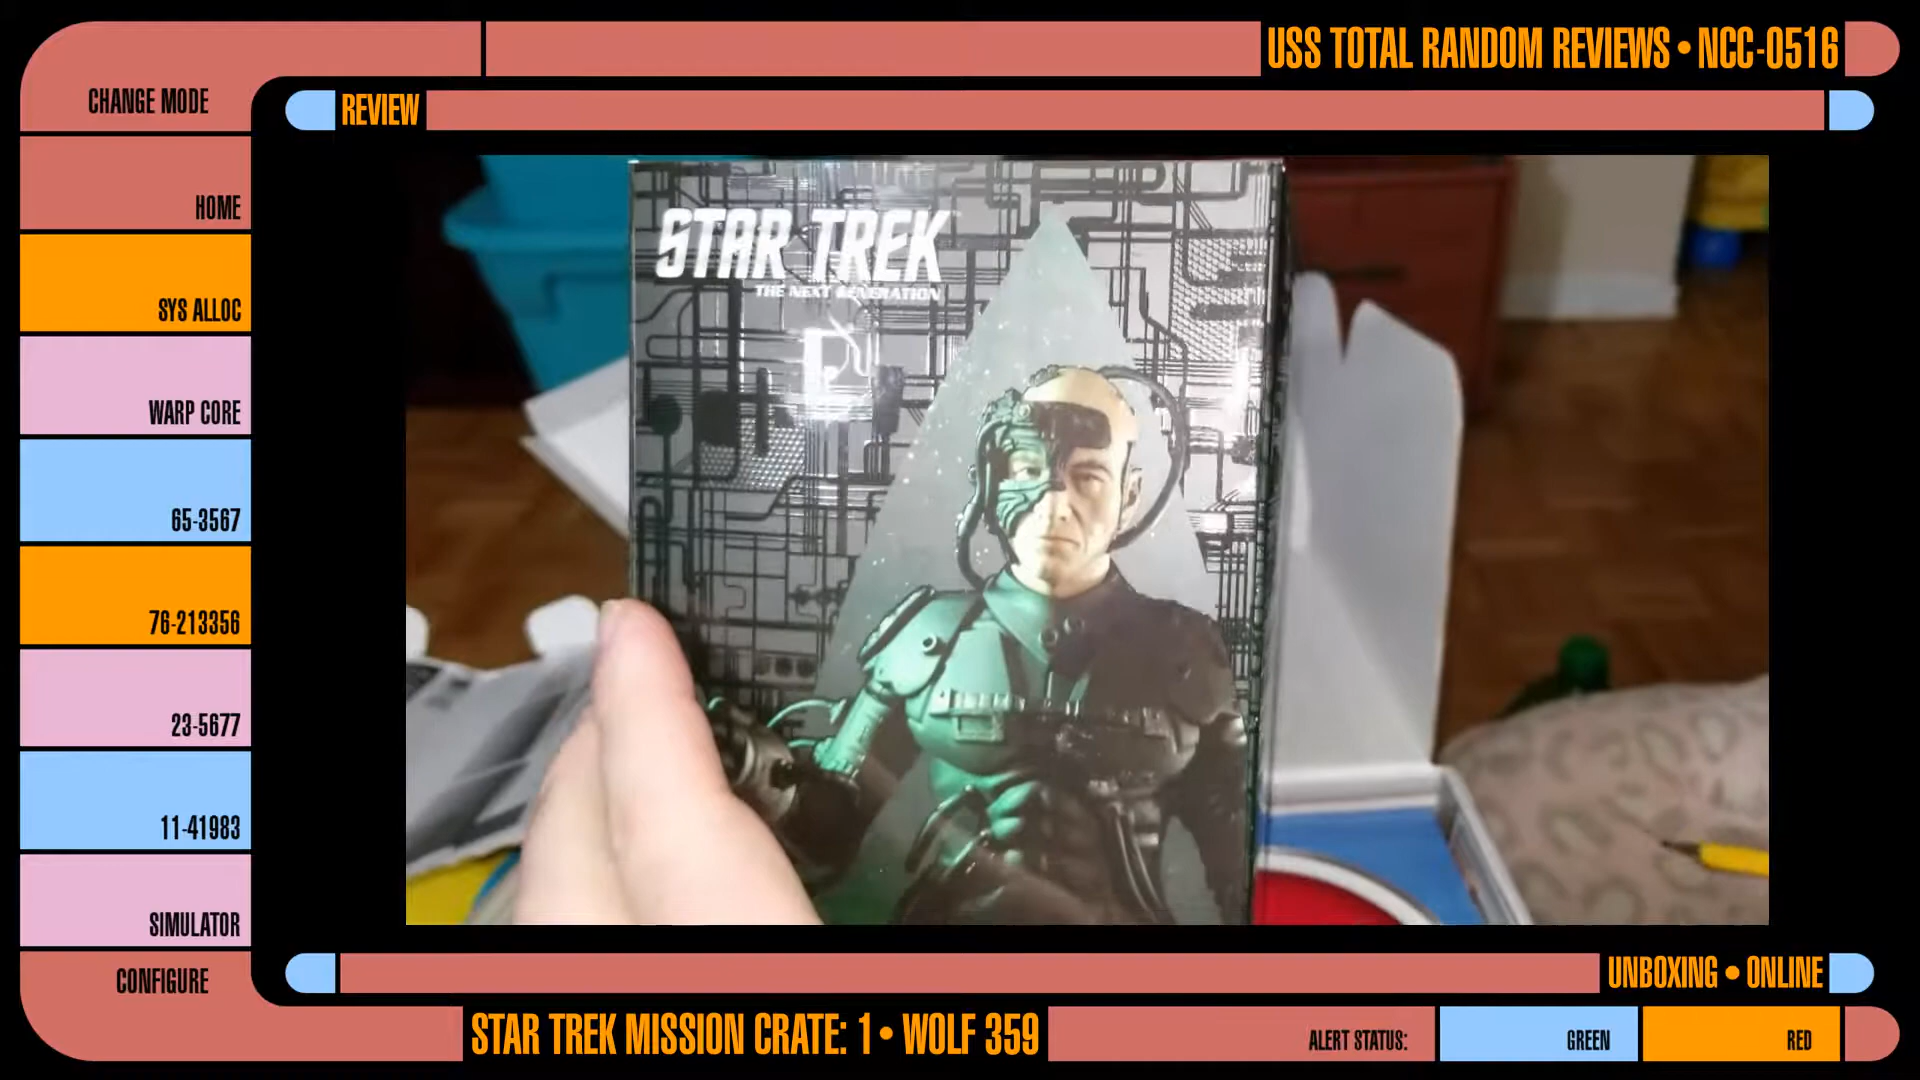 USS TOTAL RANDOM REVIEWS • NCC-0516
CHANGE MODE
REVIEW
HOME
SYS ALLOC
WARP CORE
65-3567
76-213356
23-5677
11-41983
SIMULATOR
CONFIGURE
STAR TREK
THE NEXT GENERATION
UNBOXING • ONLINE
STAR TREK MISSION CRATE: 1 • WOLF 359
ALERT STATUS:
GREEN
RED